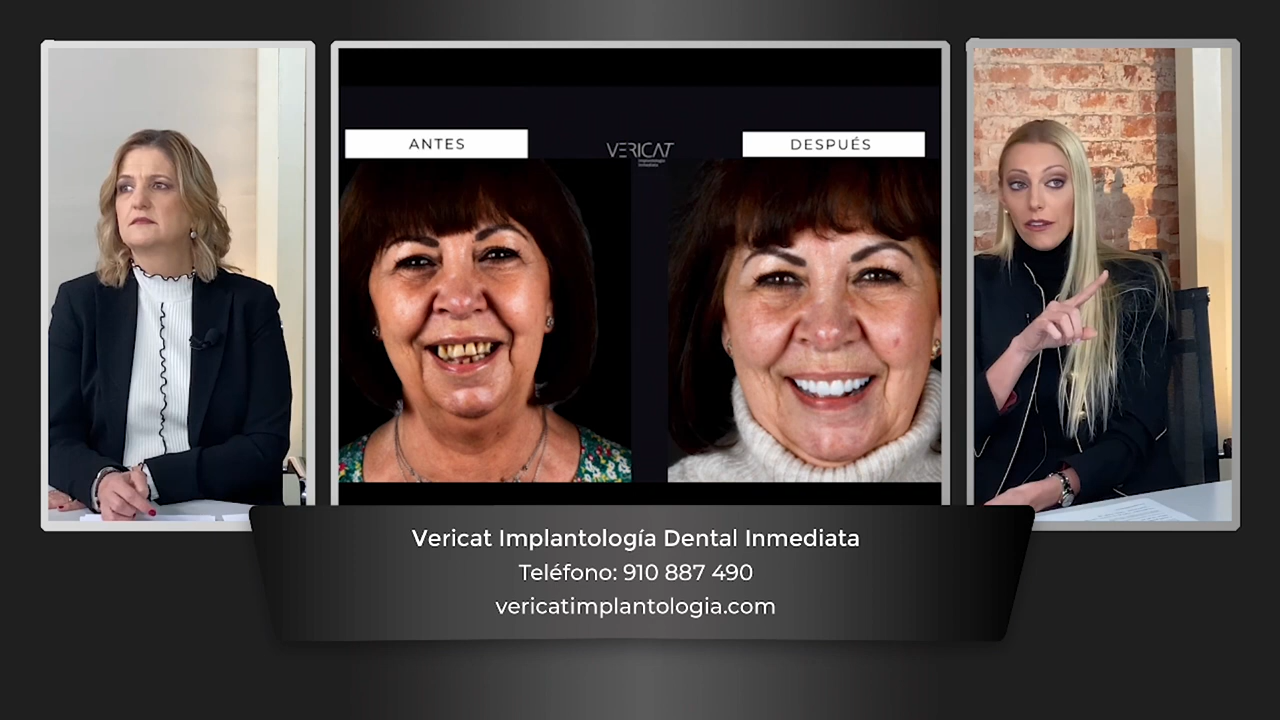 ANTES
VERICAT
DESPUÉS
Vericat Implantología Dental Inmediata
Teléfono: 910 887 490
vericatimplantologia.com